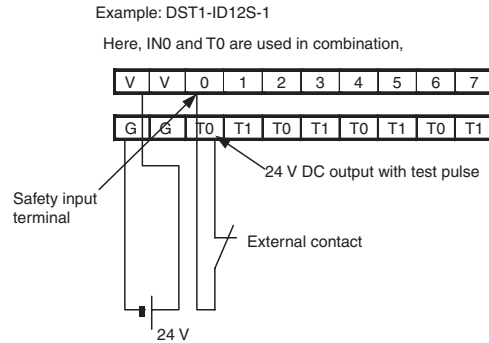 Example: DST1-ID12S-1
Here, IN0 and T0 are used in combination,
V V 0 1 2 3 4 5 6 7
G G T0 T1 T0 T1 T0 T1 T0 T1
24 V DC output with test pulse
Safety input
terminal
External contact
24 V